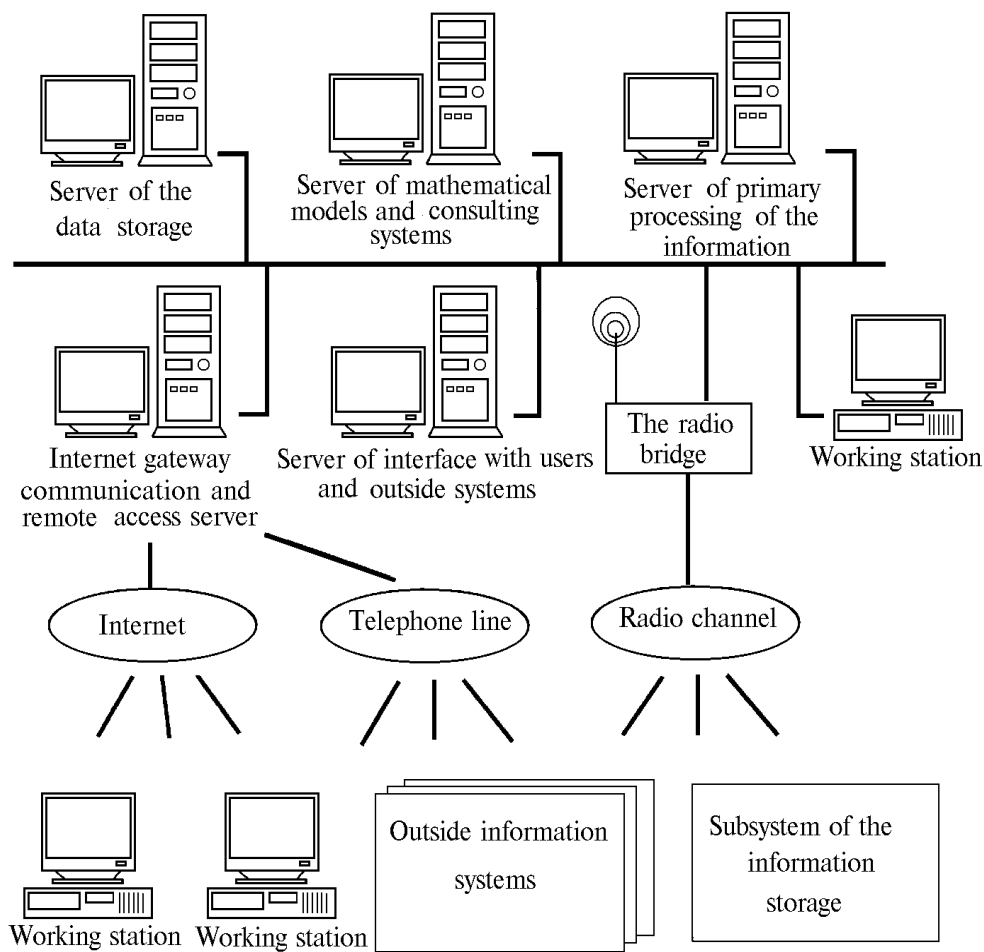 Server of the
data storage
Server of mathematical
models and consulting
systems
Server of primary
processing of the
information
Internet gateway
communication and
remote access server
Server of interface with users
and outside systems
The radio
bridge
Working station
Internet
Telephone line
Radio channel
Working station
Working station
Outside information
systems
Subsystem of the
information
storage